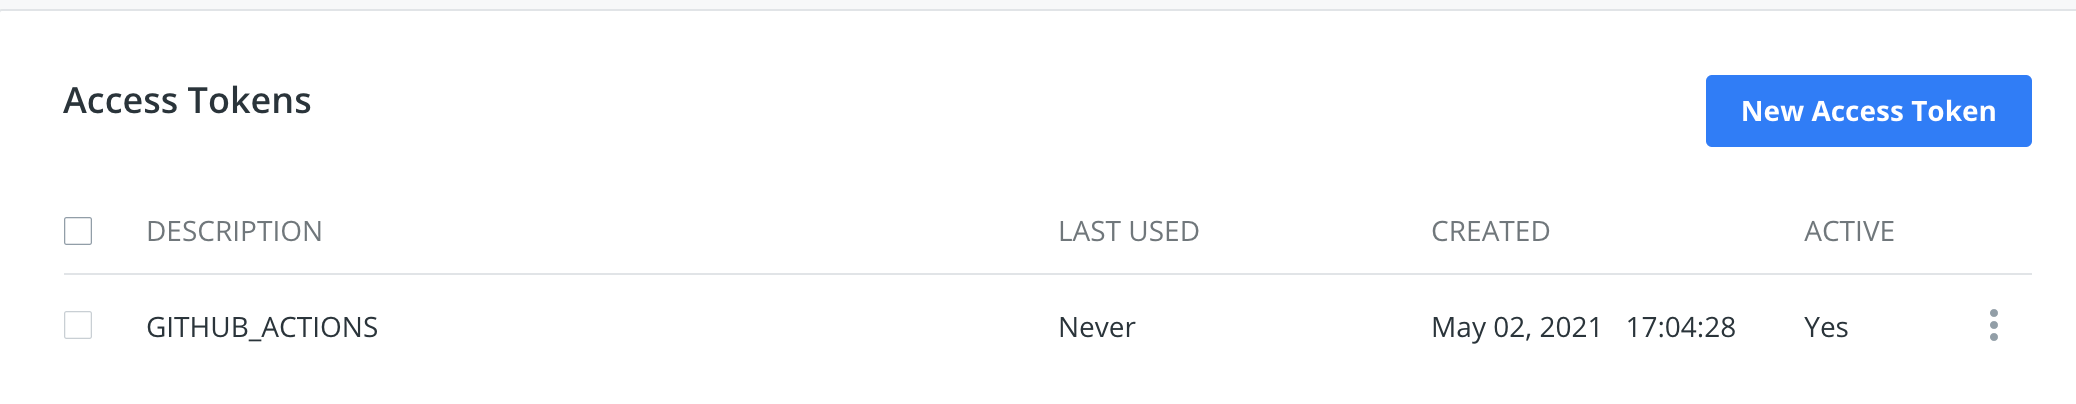 Access Tokens
New Access Token
DESCRIPTION LAST USED CREATED ACTIVE
GITHUB_ACTIONS Never May 02, 2021 17:04:28 Yes